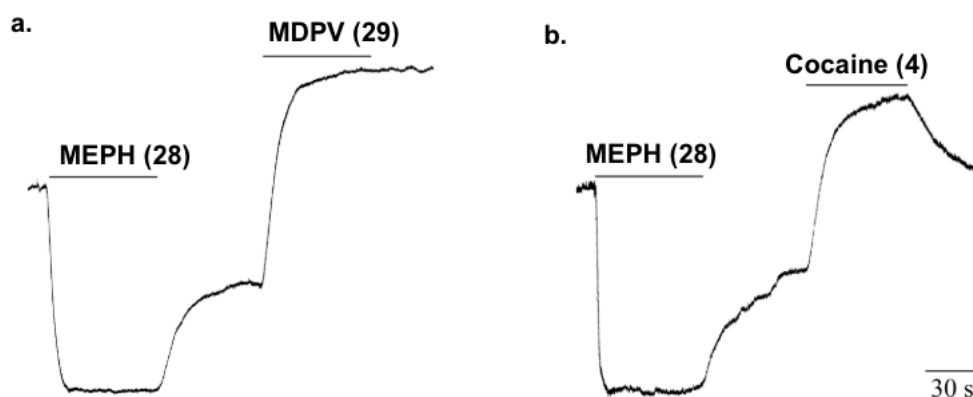 a.
MDPV (29)
MEPH (28)
b.
Cocaine (4)
MEPH (28)
30 s